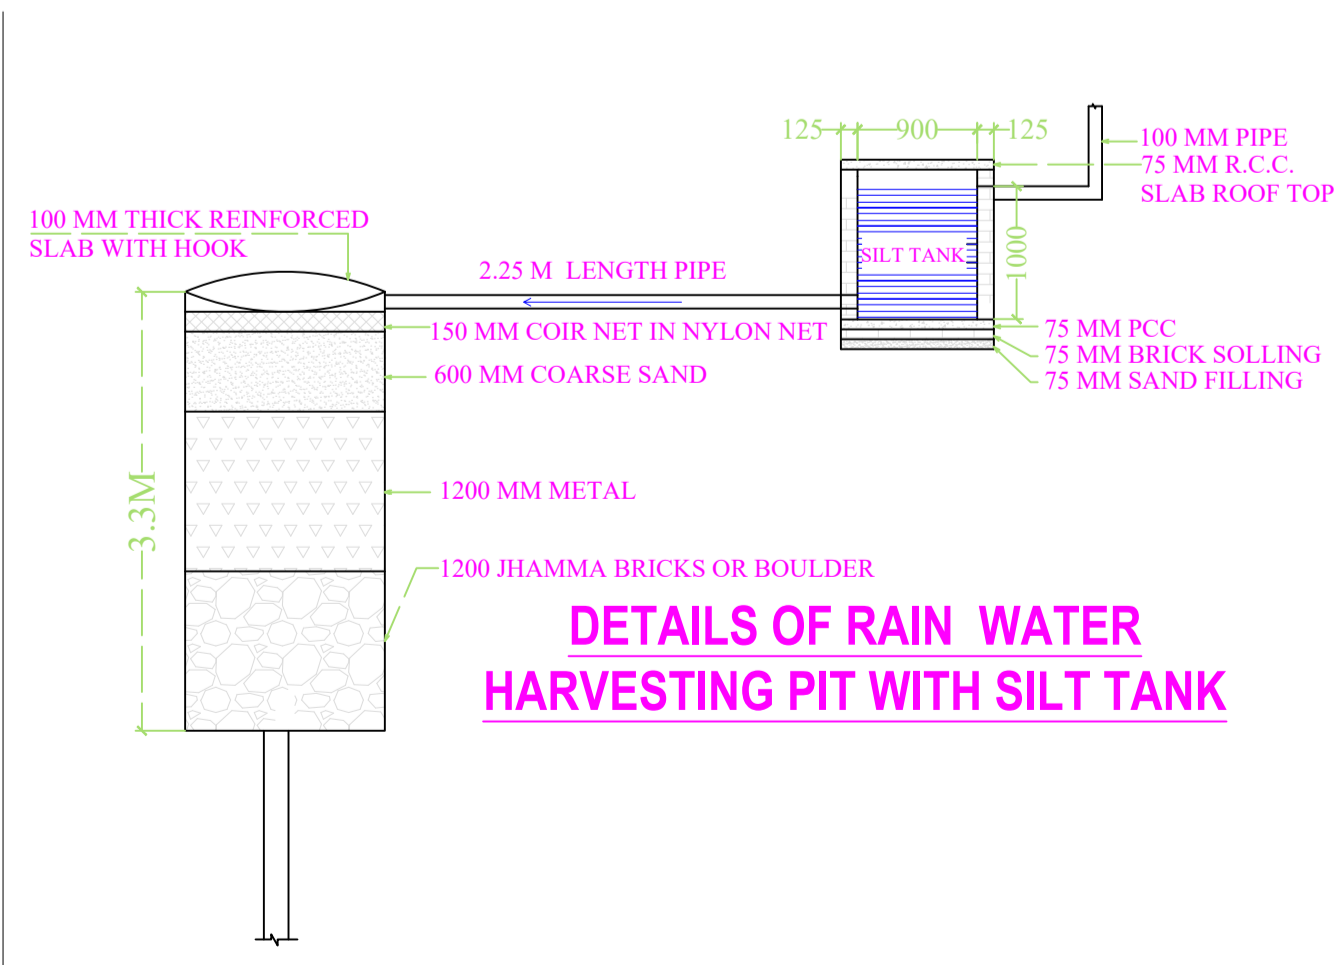 125
900
125
100 MM PIPE
75 MM R.C.C.
SLAB ROOF TOP
100 MM THICK REINFORCED
SLAB WITH HOOK
SILT TANK
1000
2.25 M LENGTH PIPE
150 MM COIR NET IN NYLON NET
75 MM PCC
75 MM BRICK SOLLING
75 MM SAND FILLING
600 MM COARSE SAND
3.3M
1200 MM METAL
1200 JHAMMA BRICKS OR BOULDER
DETAILS OF RAIN WATER
HARVESTING PIT WITH SILT TANK